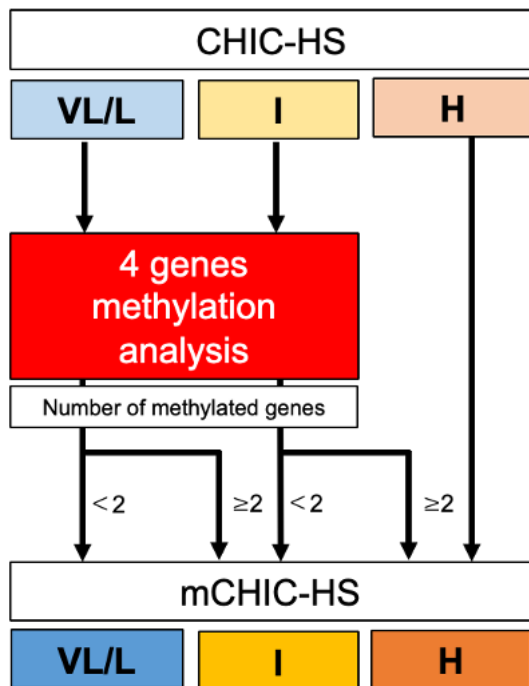 CHIC-HS
VL/L I H
4 genes
methylation
analysis
Number of methylated genes
<2 ≥2 <2 ≥2
mCHIC-HS
VL/L I H